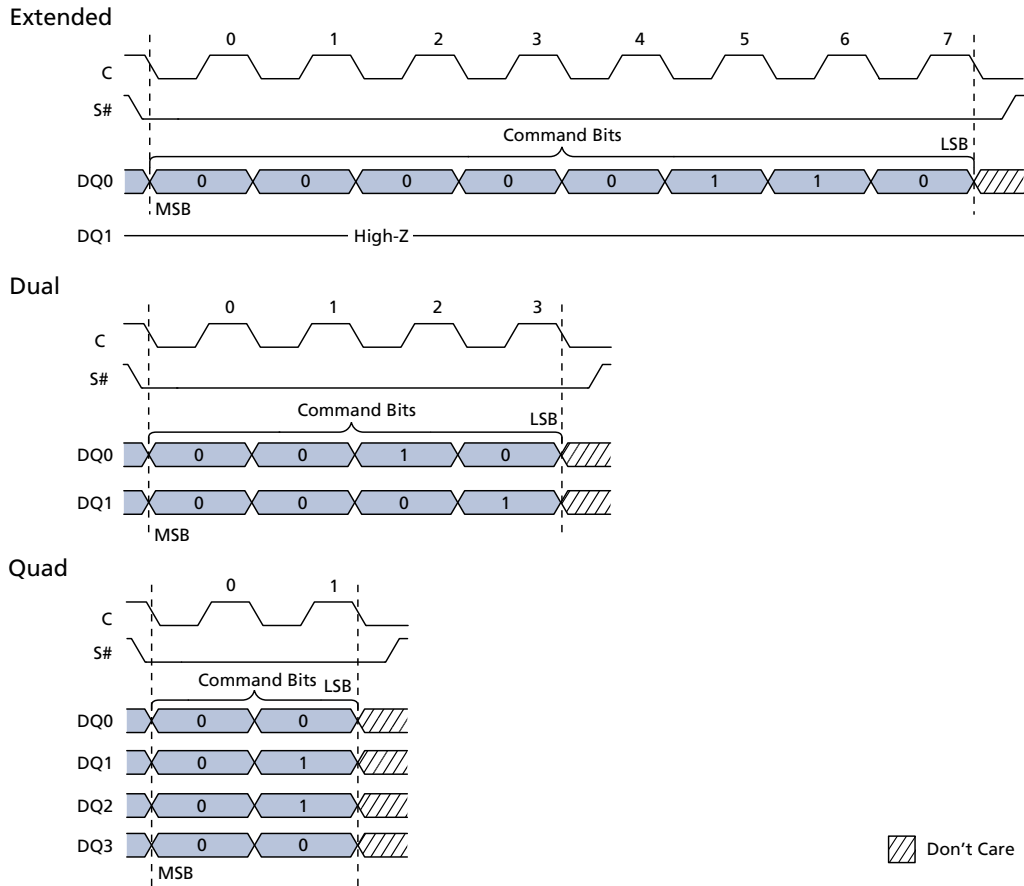 Extended
0 1 2 3 4 5 6 7
C
S#
Command Bits
LSB
DQ0 0 0 0 0 0 1 1 0
MSB
DQ1 High-Z
Dual
0 1 2 3
C
S#
Command Bits
LSB
DQ0 0 0 1 0
DQ1 0 0 0 1
MSB
Quad
0 1
C
S#
Command Bits LSB
DQ0 0 0
DQ1 0 1
DQ2 0 1
DQ3 0 0
MSB
Don't Care